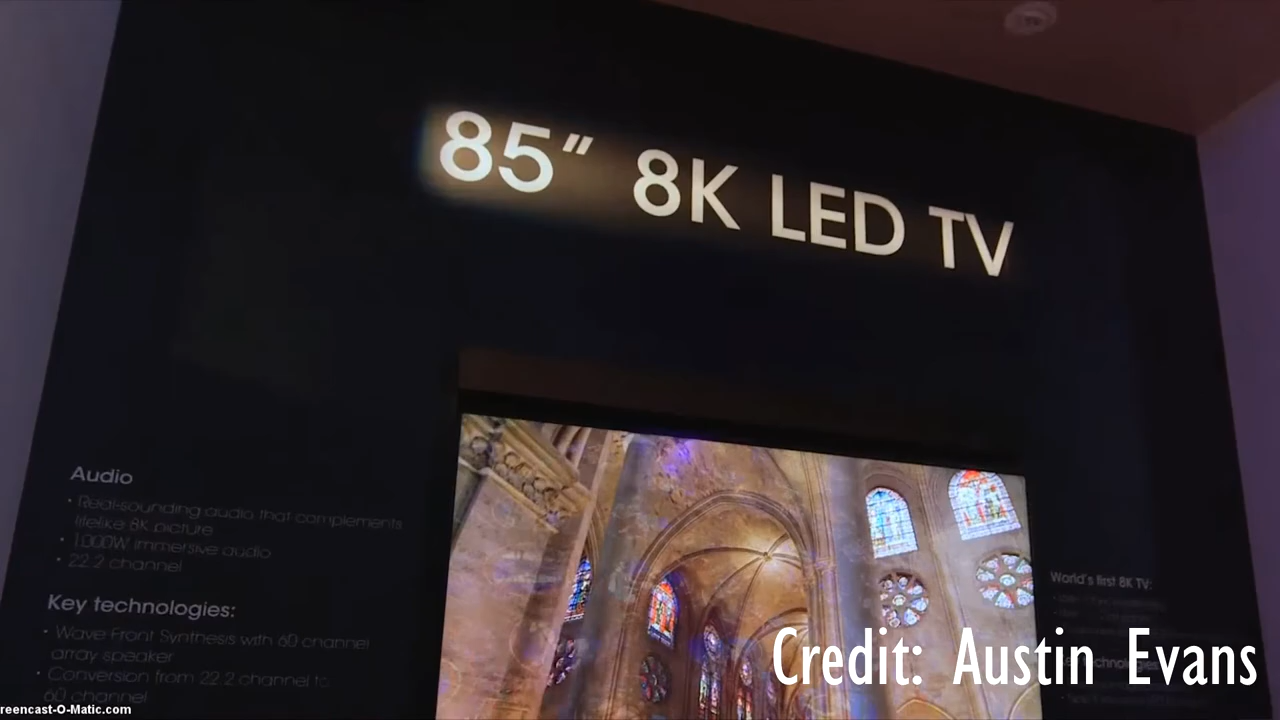 85" 8K LED TV
Audio
• Real-sounding audio that complements
lifelike 8K picture
• 1,000W immersive audio
• 22.2 channel
Key technologies:
• Wave Front Synthesis with 60 channel
array speaker
• Conversion from 22.2 channel to
60 channel
World's first 8K TV:
Credit: Austin Evans
reencast-O-Matic.com